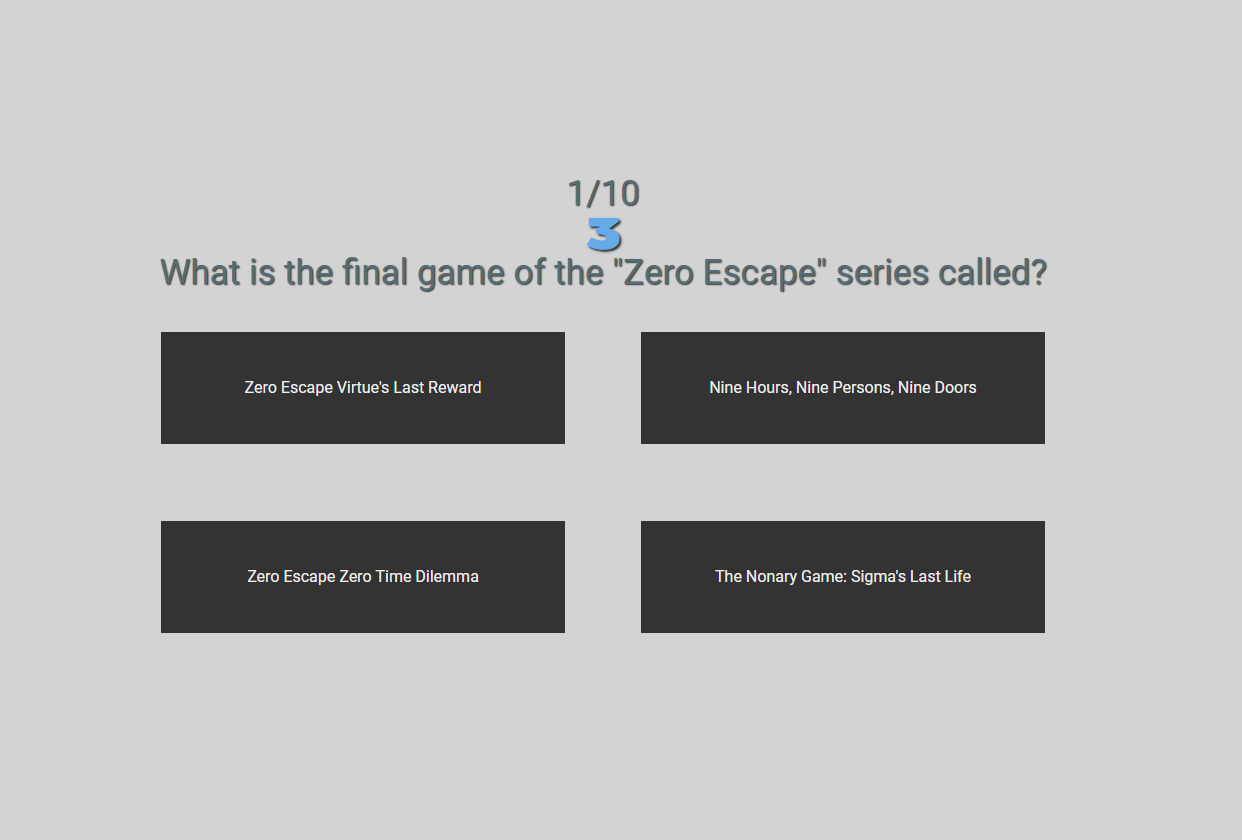 1/10
3
What is the final game of the "Zero Escape" series called?
Zero Escape Virtue's Last Reward
Nine Hours, Nine Persons, Nine Doors
Zero Escape Zero Time Dilemma
The Nonary Game: Sigma's Last Life